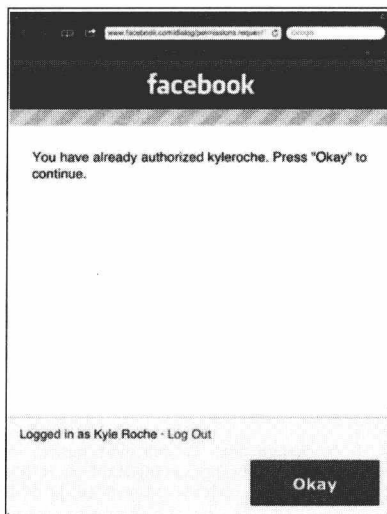 www.facebook.com/dialog/permissions.request
Google
facebook
You have already authorized kyleroche. Press "Okay" to
continue.
Logged in as Kyle Roche - Log Out
Okay